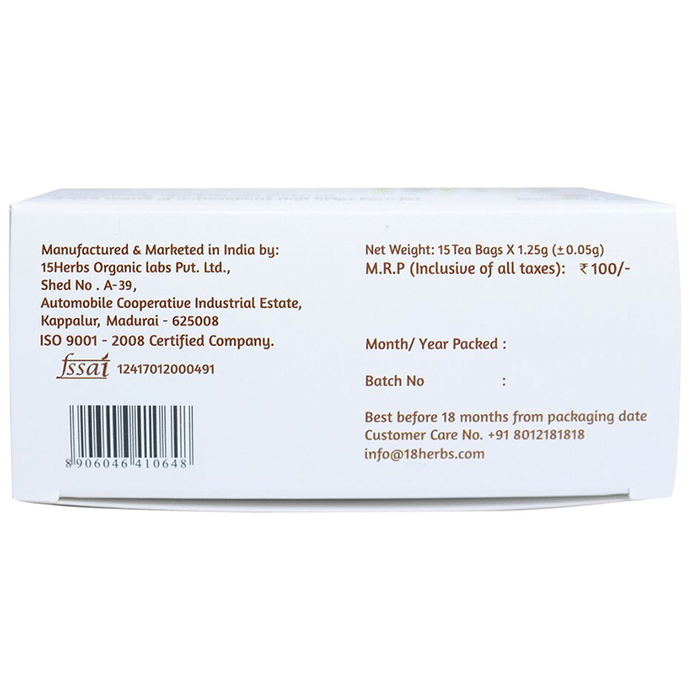 Manufactured & Marketed in India by:
15Herbs Organic labs Pvt. Ltd.,
Shed No . A-39,
Automobile Cooperative Industrial Estate,
Kappalur, Madurai - 625008
ISO 9001 - 2008 Certified Company.
fssai 12417012000491
8 906046 410648
Net Weight: 15 Tea Bags X 1.25g (±0.05g)
M.R.P (Inclusive of all taxes): ₹ 100/-
Month/ Year Packed :
Batch No :
Best before 18 months from packaging date
Customer Care No. +91 8012181818
info@18herbs.com